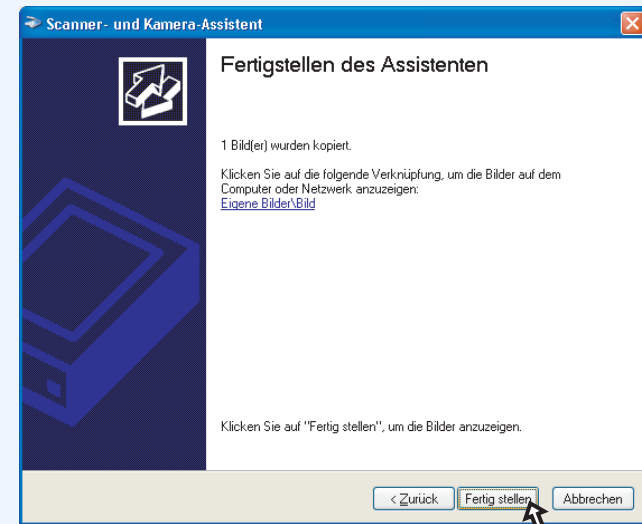 Scanner- und Kamera-Assistent
Fertigstellen des Assistenten
1 Bild(er) wurden kopiert.
Klicken Sie auf die folgende Verknüpfung, um die Bilder auf dem
Computer oder Netzwerk anzuzeigen:
Eigene Bilder\Bild
Klicken Sie auf "Fertig stellen", um die Bilder anzuzeigen.
< Zurück Fertig stellen Abbrechen